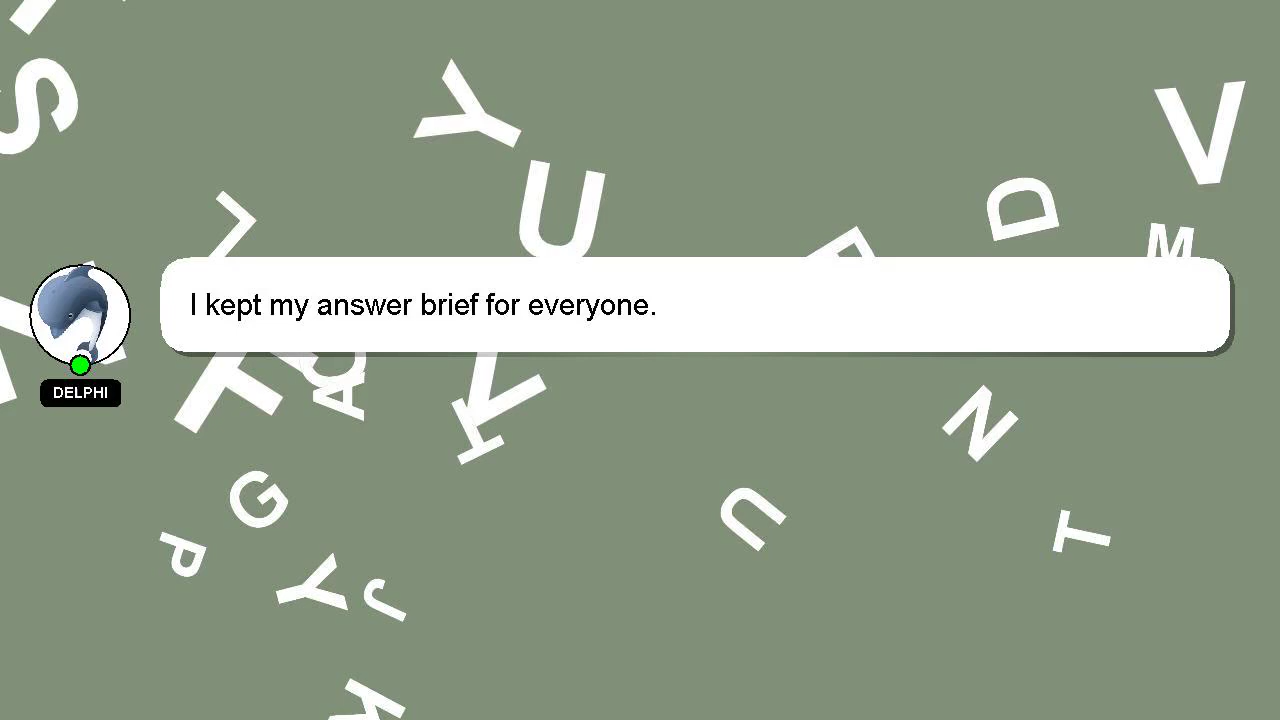 S
Y
U
V
L
D
M
I kept my answer brief for everyone.
DELPHI
T
A
N
G
U
T
P
Y
J